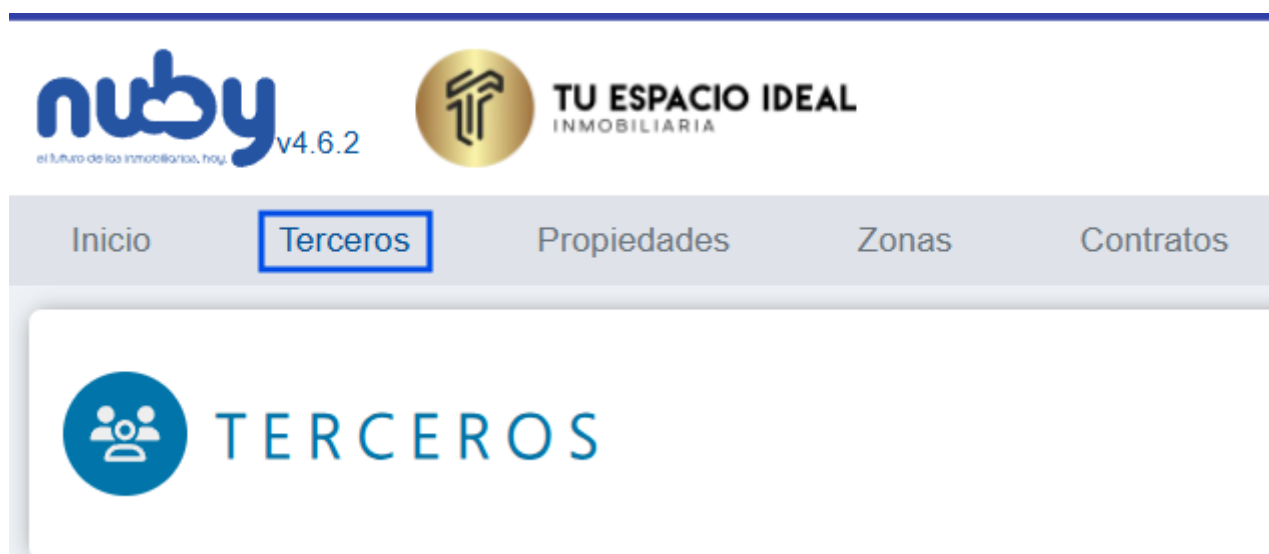 nuby
el futuro de las inmobiliarias, hoy.
v4.6.2
TU ESPACIO IDEAL
INMOBILIARIA
Inicio Terceros Propiedades Zonas Contratos
TERCEROS